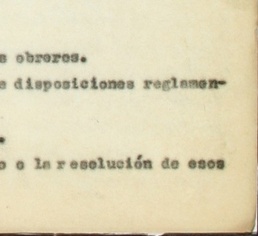 s obreros.
e disposiciones reglamen-
.
o o la resolución de esos